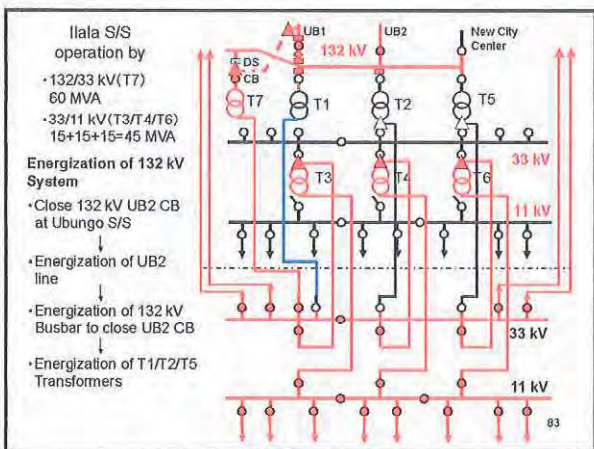 Ilala S/S
operation by
・132/33 kV(T7)
60 MVA
・33/11 kV(T3/T4/T6)
15+15+15=45 MVA
Energization of 132 kV
System
・Close 132 kV UB2 CB
at Ubungo S/S
・Energization of UB2
line
・Energization of 132 kV
Busbar to close UB2 CB
・Energization of T1/T2/T5
Transformers
UB1
UB2
New City
Center
132 kV
DS
CB
T7
T1
T2
T5
33 kV
T3
T4
T6
11 kV
33 kV
11 kV
83